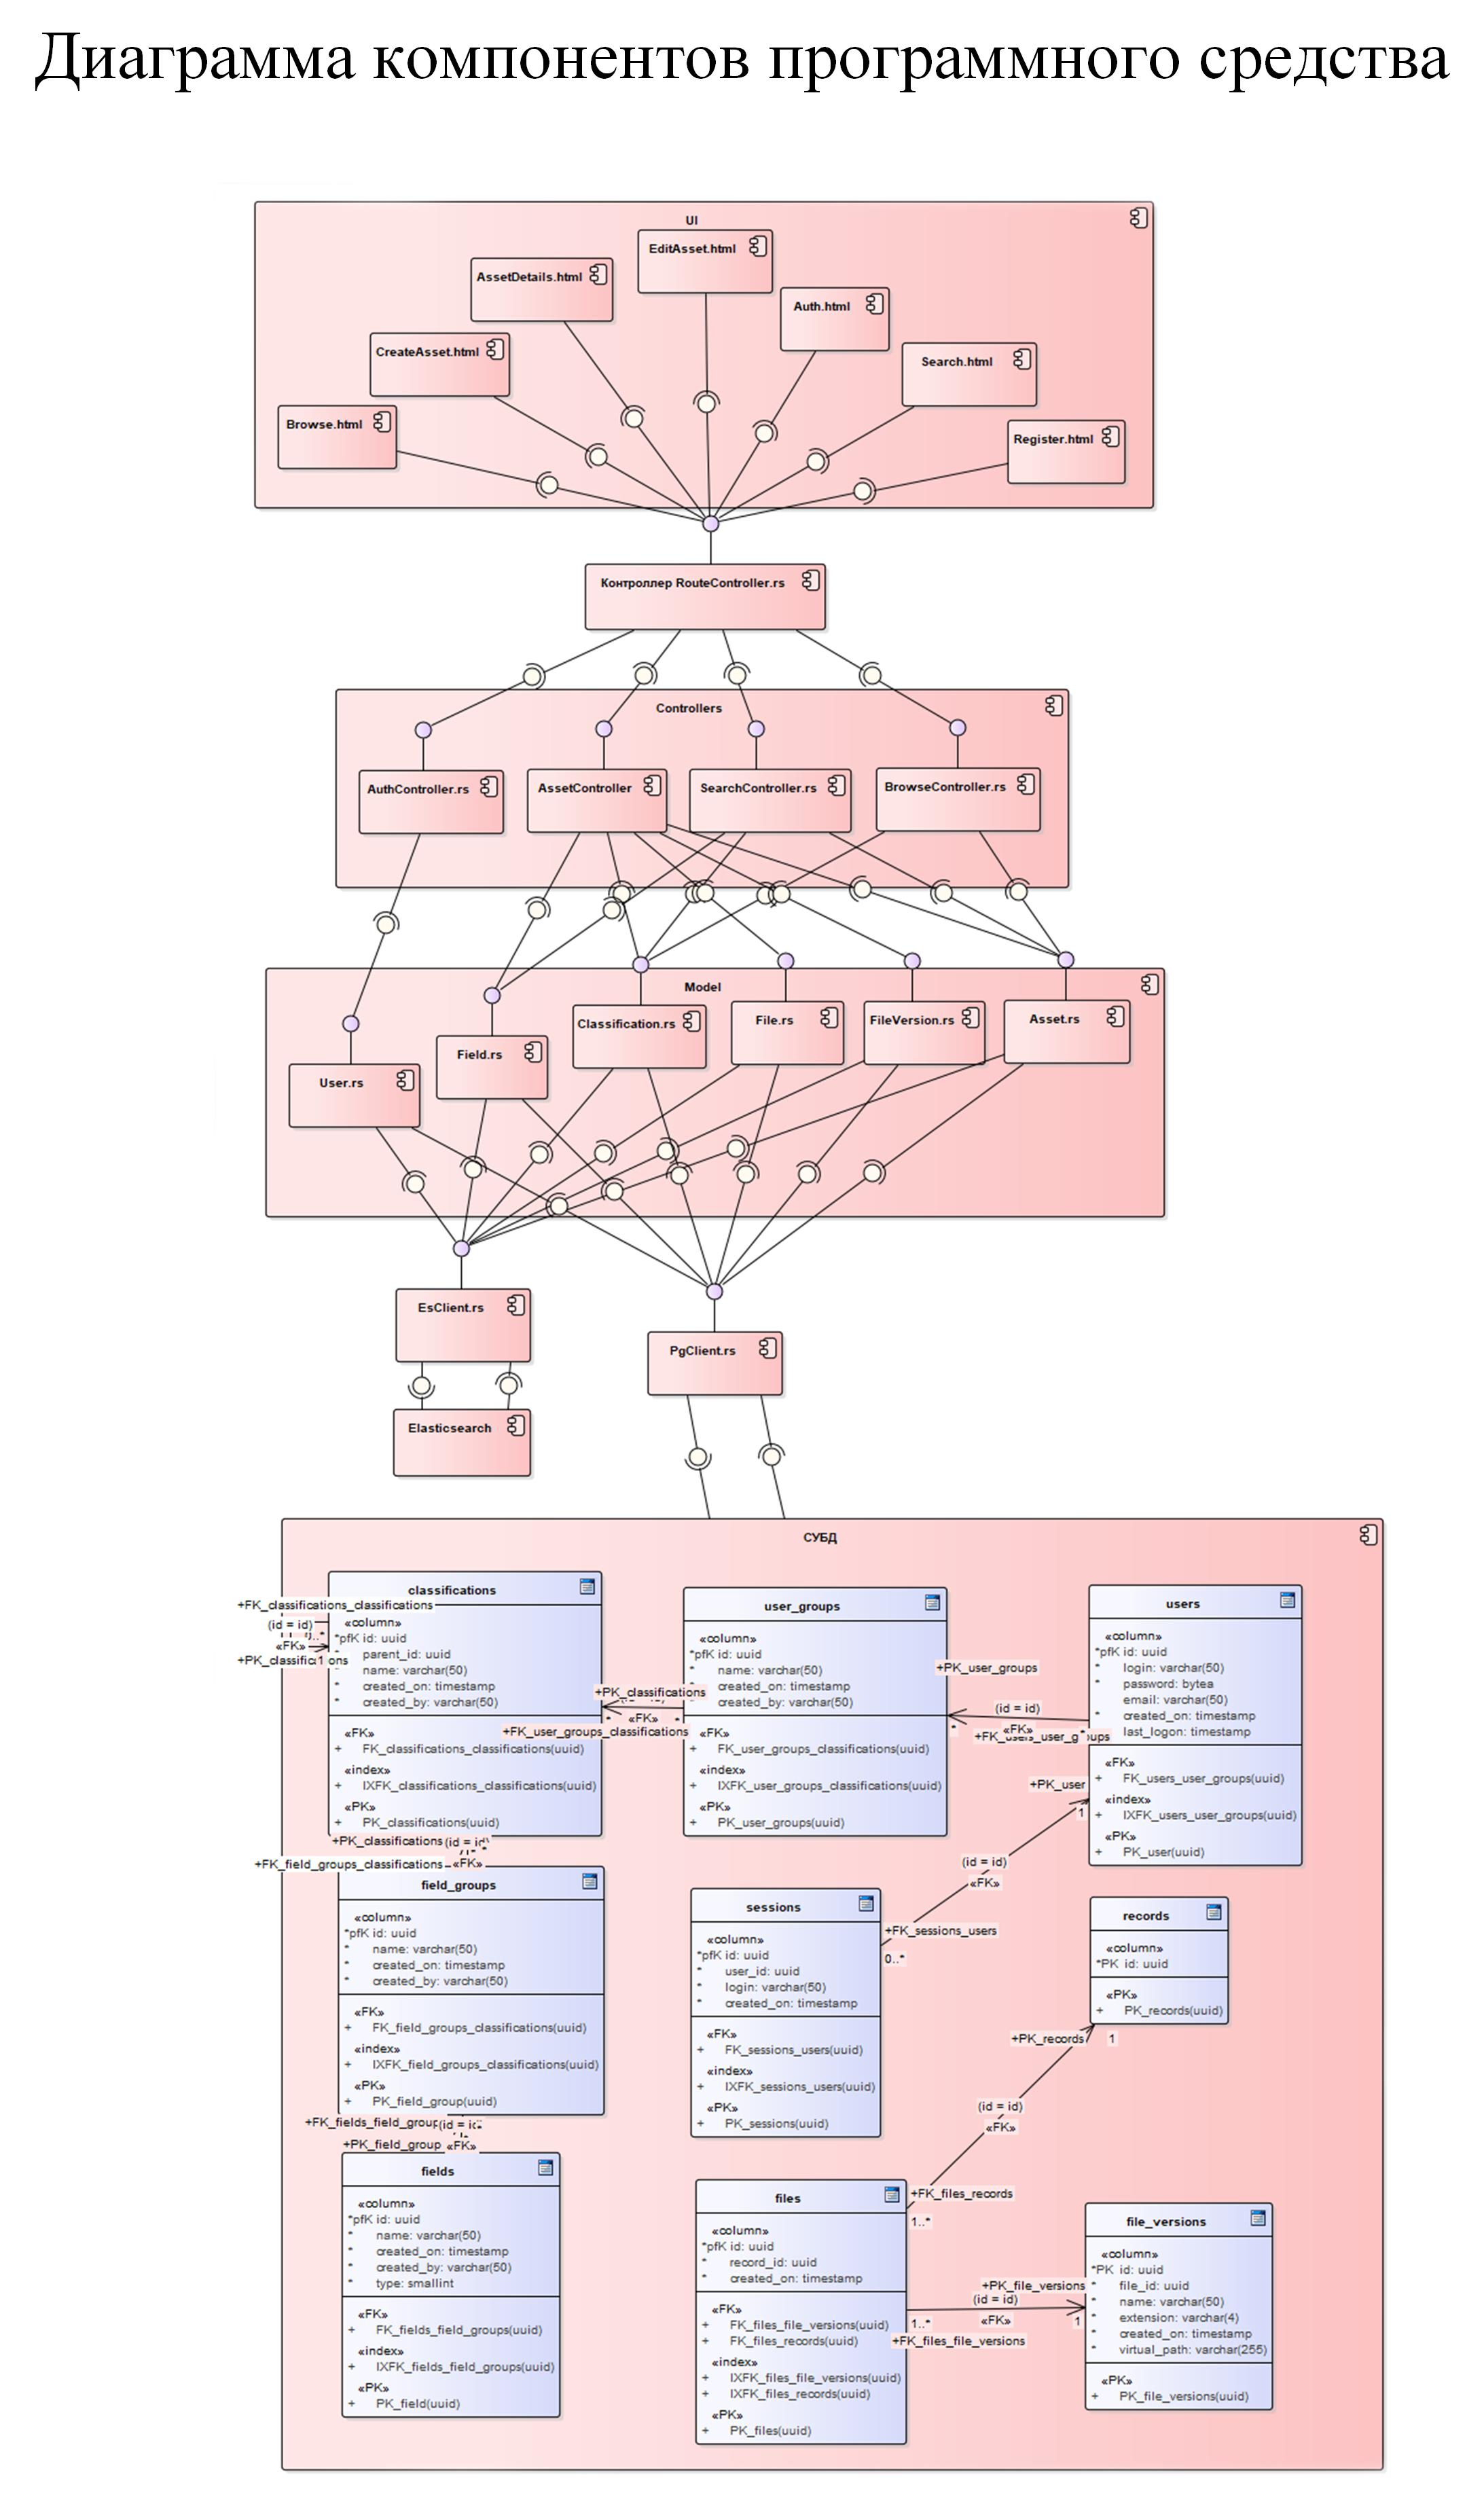 Диаграмма компонентов программного средства
UI
EditAsset.html
AssetDetails.html
Auth.html
CreateAsset.html
Search.html
Browse.html
Register.html
Контроллер RouteController.rs
Controllers
AuthController.rs
AssetController
SearchController.rs
BrowseController.rs
Model
User.rs
Field.rs
Classification.rs
File.rs
FileVersion.rs
Asset.rs
EsClient.rs
PgClient.rs
Elasticsearch
СУБД
classifications
«column»
*pfK id: uuid
* parent_id: uuid
* name: varchar(50)
* created_on: timestamp
* created_by: varchar(50)
«FK»
+ FK_classifications_classifications(uuid)
«index»
+ IXFK_classifications_classifications(uuid)
«PK»
+ PK_classifications(uuid)
+FK_classifications_classifications
(id = id)
0..*
«FK»
+PK_classifications
1
user_groups
«column»
*pfK id: uuid
* name: varchar(50)
* created_on: timestamp
* created_by: varchar(50)
«FK»
+ FK_user_groups_classifications(uuid)
«index»
+ IXFK_user_groups_classifications(uuid)
«PK»
+ PK_user_groups(uuid)
+PK_classifications
* «FK» *
+FK_user_groups_classifications
users
«column»
*pfK id: uuid
* login: varchar(50)
* password: bytea
email: varchar(50)
* created_on: timestamp
last_logon: timestamp
«FK»
+ FK_users_user_groups(uuid)
«index»
+ IXFK_users_user_groups(uuid)
«PK»
+ PK_user(uuid)
+PK_user_groups
(id = id)
* «FK» *
+FK_users_user_groups
+PK_user
1
(id = id)
«FK»
+FK_sessions_users
0..*
+PK_classifications (id = id)
+FK_field_groups_classifications «FK»
field_groups
«column»
*pfK id: uuid
* name: varchar(50)
* created_on: timestamp
* created_by: varchar(50)
«FK»
+ FK_field_groups_classifications(uuid)
«index»
+ IXFK_field_groups_classifications(uuid)
«PK»
+ PK_field_group(uuid)
sessions
«column»
*pfK id: uuid
* user_id: uuid
* login: varchar(50)
* created_on: timestamp
«FK»
+ FK_sessions_users(uuid)
«index»
+ IXFK_sessions_users(uuid)
«PK»
+ PK_sessions(uuid)
records
«column»
*PK id: uuid
«PK»
+ PK_records(uuid)
+PK_records 1
(id = id)
«FK»
+FK_files_records
1..*
(id = id)
+PK_field_group «FK»
fields
«column»
*pfK id: uuid
* name: varchar(50)
* created_on: timestamp
* created_by: varchar(50)
* type: smallint
«FK»
+ FK_fields_field_groups(uuid)
«index»
+ IXFK_fields_field_groups(uuid)
«PK»
+ PK_field(uuid)
files
«column»
*pfK id: uuid
* record_id: uuid
* created_on: timestamp
«FK»
+ FK_files_file_versions(uuid)
+ FK_files_records(uuid)
«index»
+ IXFK_files_file_versions(uuid)
+ IXFK_files_records(uuid)
«PK»
+ PK_files(uuid)
+PK_file_versions
(id = id)
1..* «FK» 1
+FK_files_file_versions
file_versions
«column»
*PK id: uuid
* file_id: uuid
* name: varchar(50)
* extension: varchar(4)
* created_on: timestamp
* virtual_path: varchar(255)
«PK»
+ PK_file_versions(uuid)